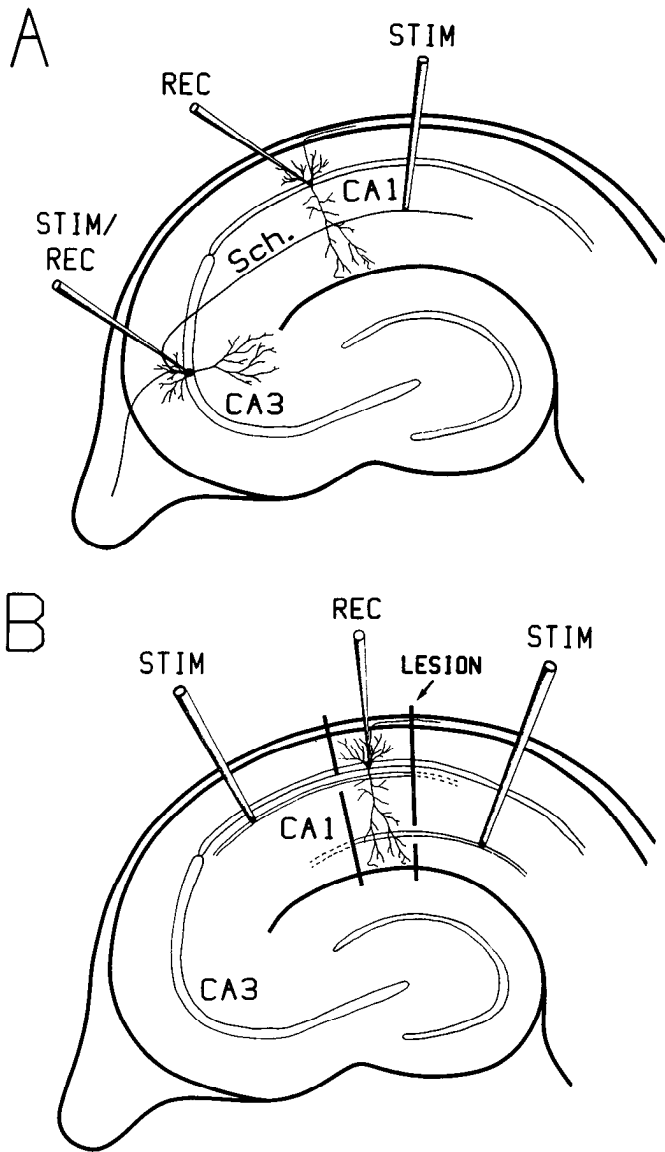 A
STIM
REC
CA1
Sch.
STIM/
REC
CA3
B
REC
STIM
STIM
LESION
CA1
CA3